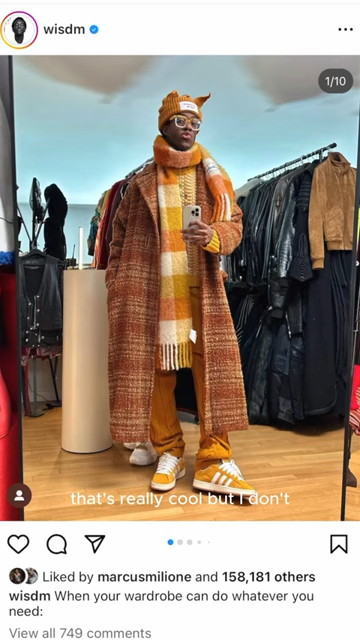 wisdm
1/10
that's really cool but I don't
Liked by marcusmilione and 158,181 others
wisdm When your wardrobe can do whatever you
need:
View all 749 comments